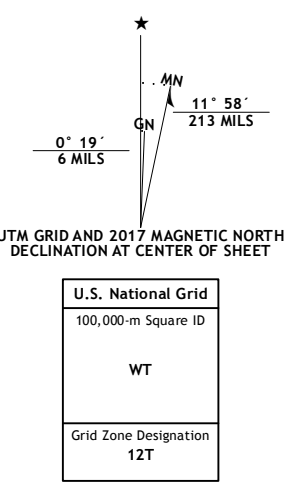 ★
MN
11° 58´
213 MILS
GN
0° 19´
6 MILS
UTM GRID AND 2017 MAGNETIC NORTH
DECLINATION AT CENTER OF SHEET
U.S. National Grid
100,000-m Square ID
WT
Grid Zone Designation
12T